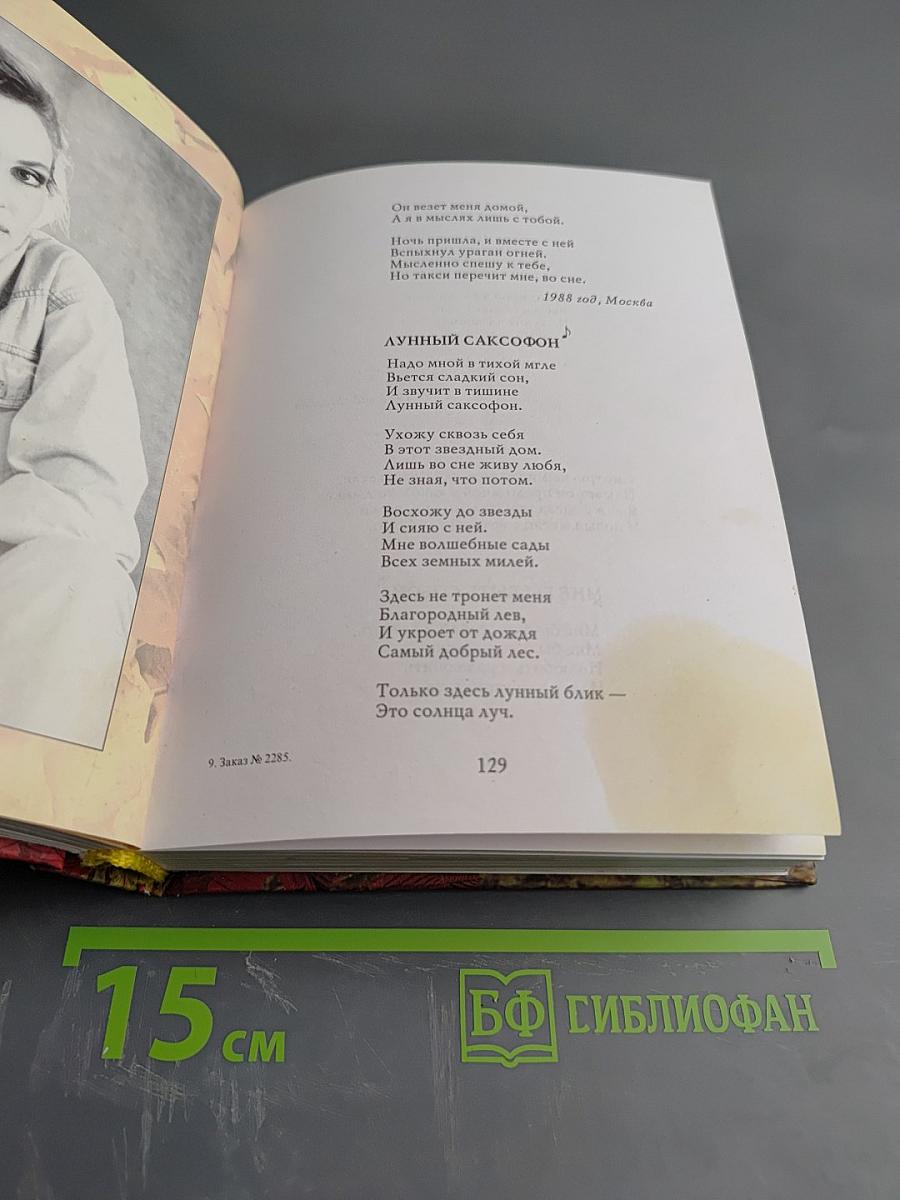 Он везет меня домой,
А я в мыслях лишь с тобой.
Ночь пришла, и вместе с ней
Вспыхнул ураган огней.
Мысленно спешу к тебе,
Но такси перечит мне, во сне.
1988 год, Москва
ЛУННЫЙ САКСОФОН
Надо мной в тихой мгле
Вьется сладкий сон,
И звучит в тишине
Лунный саксофон.
Ухожу сквозь себя
В этот звездный дом.
Лишь во сне живу любя,
Не зная, что потом.
Восхожу до звезды
И сияю с ней.
Мне волшебные сады
Всех земных милей.
Здесь не тронет меня
Благородный лев,
И укроет от дождя
Самый добрый лес.
Только здесь лунный блик —
Это солнца луч.
9. Заказ № 2285.
129
15 см
БФ БИБЛИОФАН